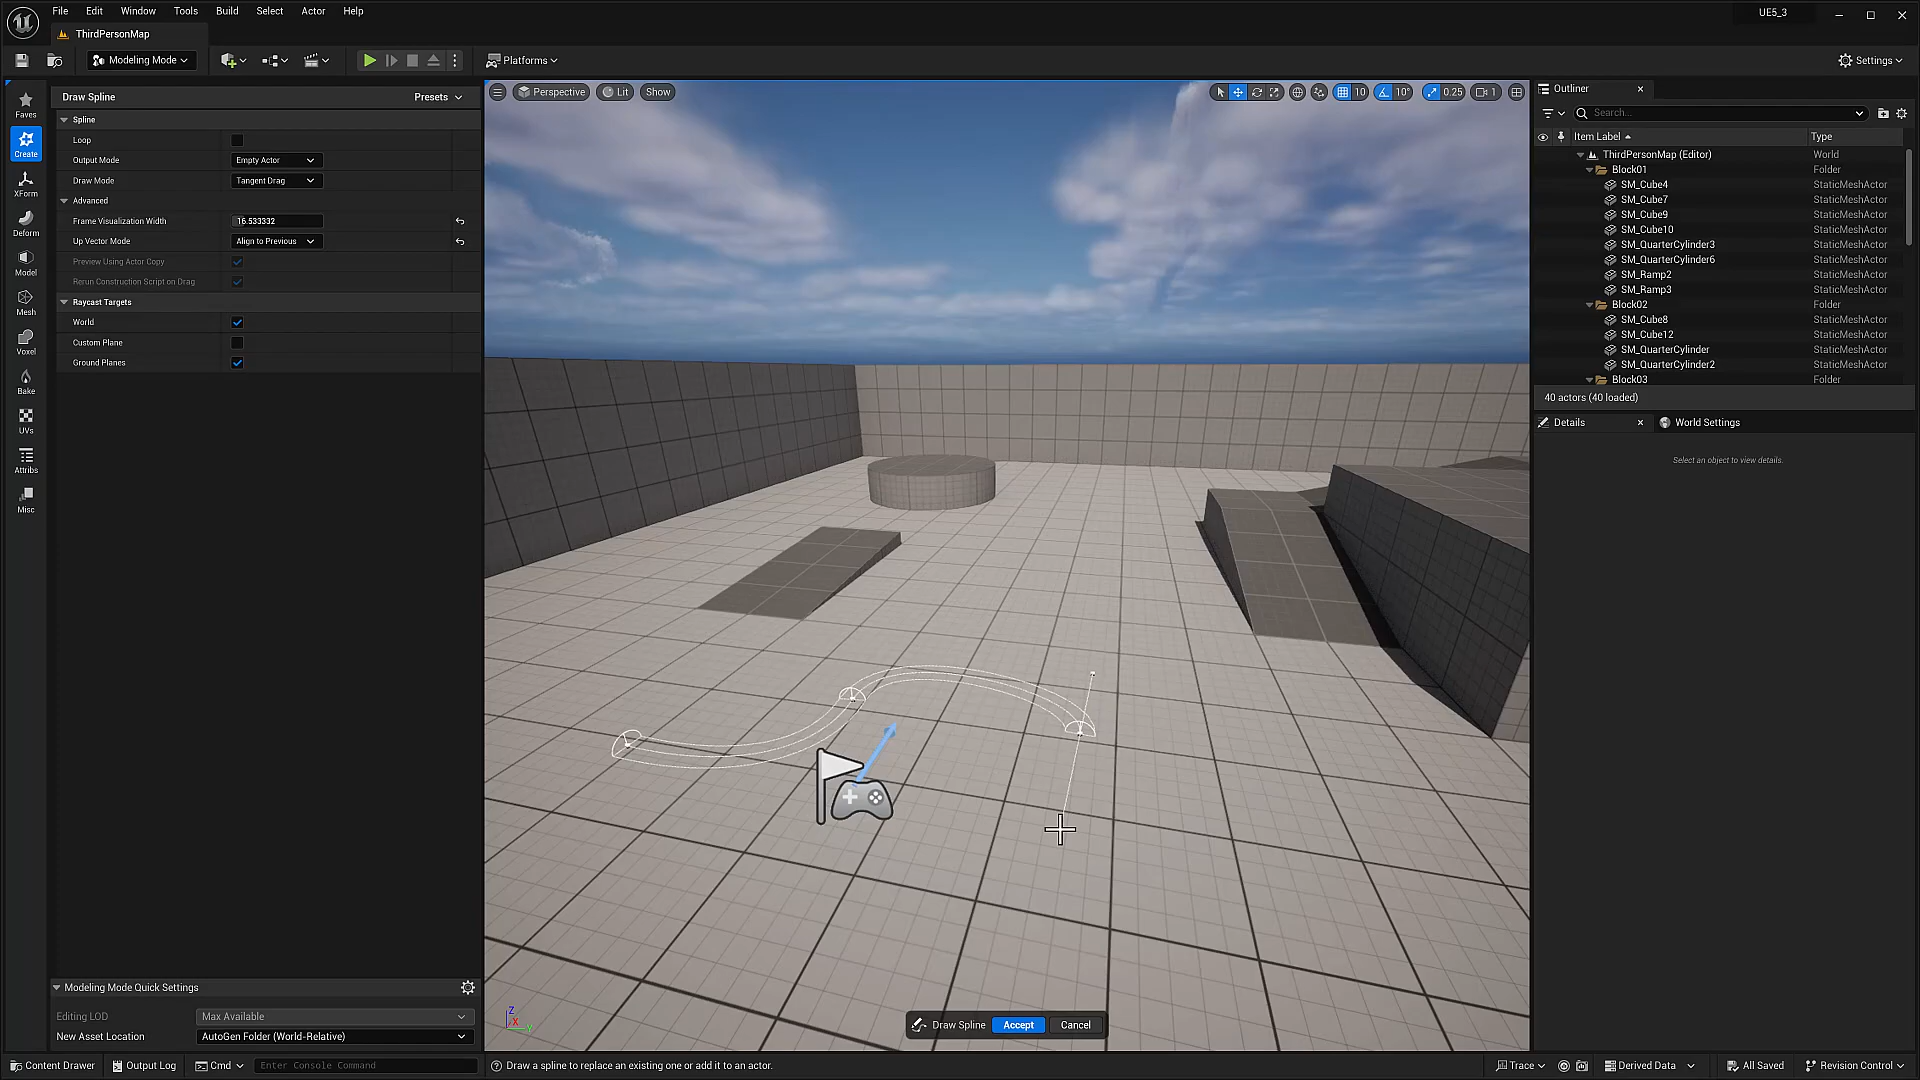 File Edit Window Tools Build Select Actor Help
UE5_3
ThirdPersonMap
Modeling Mode
Platforms
Settings
Draw Spline
Presets
Spline
Loop
Output Mode Empty Actor
Draw Mode Tangent Drag
Advanced
Frame Visualization Width 16.533332
Up Vector Mode Align to Previous
Preview Using Actor Copy
Rerun Construction Script on Drag
Raycast Targets
World
Custom Plane
Ground Planes
Faves
Create
XForm
Deform
Model
Mesh
Voxel
Bake
UVs
Attribs
Misc
Modeling Mode Quick Settings
Editing LOD Max Available
New Asset Location AutoGen Folder (World-Relative)
Perspective Lit Show
10 10° 0.25 1
Z
X
Y
Draw Spline Accept Cancel
Outliner
Search...
Item Label Type
ThirdPersonMap (Editor) World
Block01 Folder
SM_Cube4 StaticMeshActor
SM_Cube7 StaticMeshActor
SM_Cube9 StaticMeshActor
SM_Cube10 StaticMeshActor
SM_QuarterCylinder3 StaticMeshActor
SM_QuarterCylinder6 StaticMeshActor
SM_Ramp2 StaticMeshActor
SM_Ramp3 StaticMeshActor
Block02 Folder
SM_Cube8 StaticMeshActor
SM_Cube12 StaticMeshActor
SM_QuarterCylinder StaticMeshActor
SM_QuarterCylinder2 StaticMeshActor
Block03 Folder
40 actors (40 loaded)
Details World Settings
Select an object to view details.
Content Drawer Output Log Cmd Enter Console Command
Draw a spline to replace an existing one or add it to an actor.
Trace Derived Data All Saved Revision Control